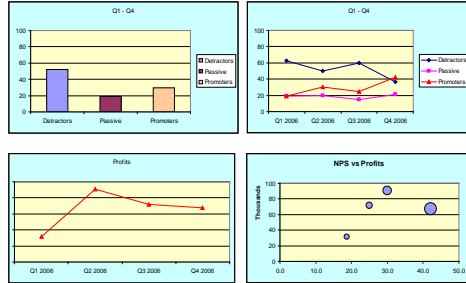 Q1 - Q4
100
80
60
40
20
0
Detractors
Passive
Promoters
Detractors
Passive
Promoters
Q1 - Q4
100
80
60
40
20
0
Q1 2006
Q2 2006
Q3 2006
Q4 2006
Detractors
Passive
Promoters
Profits
Q1 2006
Q2 2006
Q3 2006
Q4 2006
NPS vs Profits
Thousands
100
80
60
40
20
0
0.0
10.0
20.0
30.0
40.0
50.0